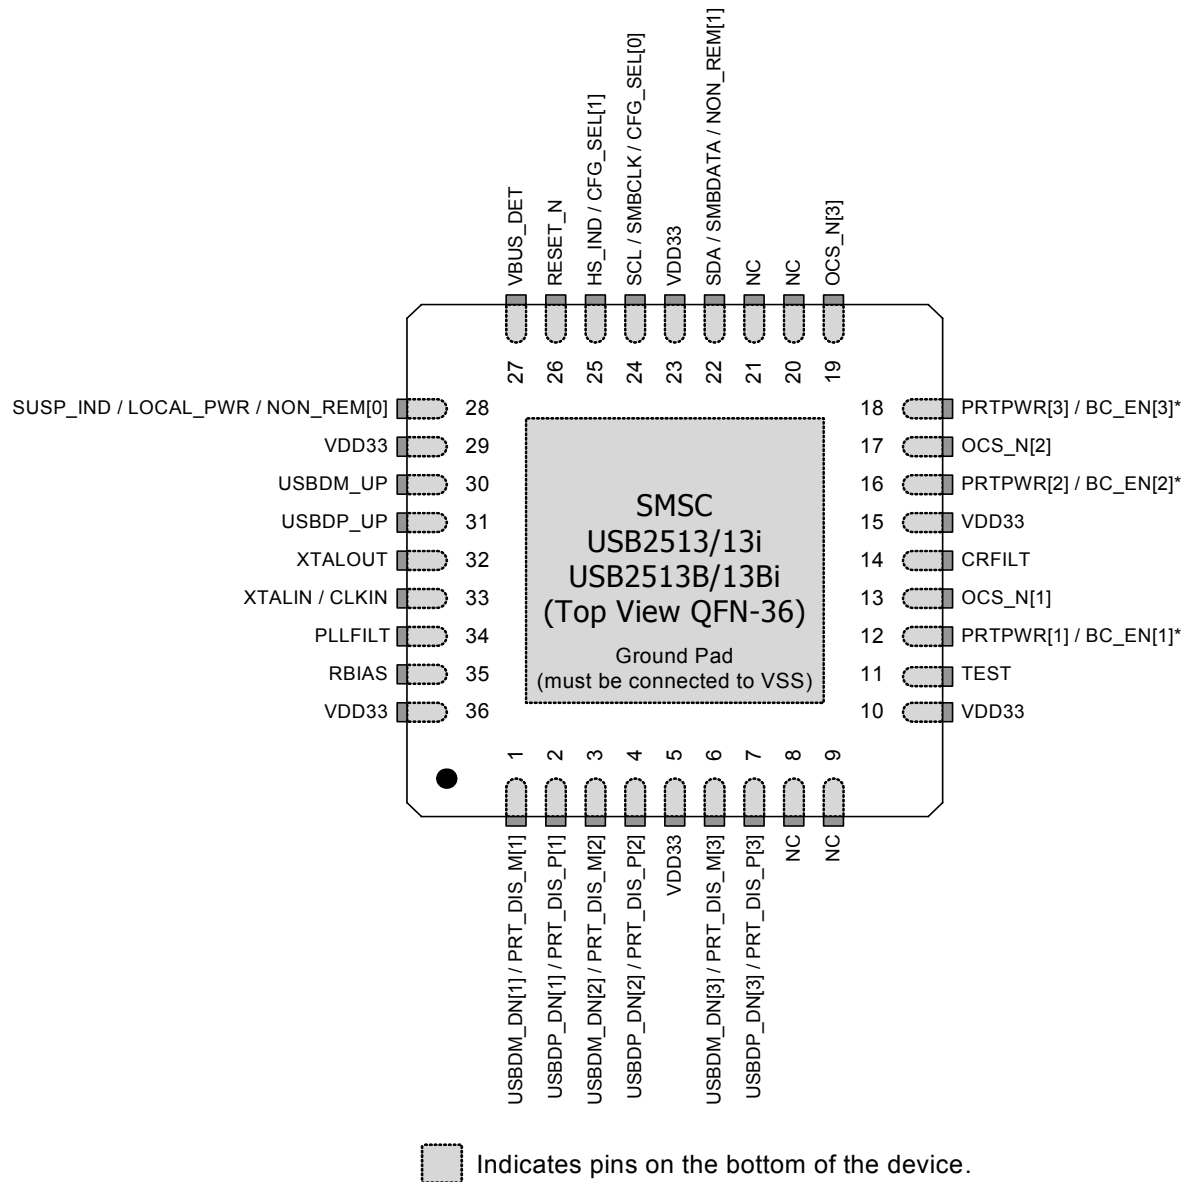 VBUS_DET
RESET_N
HS_IND / CFG_SEL[1]
SCL / SMBCLK / CFG_SEL[0]
VDD33
SDA / SMBDATA / NON_REM[1]
NC
NC
OCS_N[3]
27
26
25
24
23
22
21
20
19
SUSP_IND / LOCAL_PWR / NON_REM[0] 28
VDD33 29
USBDM_UP 30
USBDP_UP 31
XTALOUT 32
XTALIN / CLKIN 33
PLLFILT 34
RBIAS 35
VDD33 36
SMSC
USB2513/13i
USB2513B/13Bi
(Top View QFN-36)
Ground Pad
(must be connected to VSS)
18 PRTPWR[3] / BC_EN[3]*
17 OCS_N[2]
16 PRTPWR[2] / BC_EN[2]*
15 VDD33
14 CRFILT
13 OCS_N[1]
12 PRTPWR[1] / BC_EN[1]*
11 TEST
10 VDD33
1
2
3
4
5
6
7
8
9
USBDM_DN[1] / PRT_DIS_M[1]
USBDP_DN[1] / PRT_DIS_P[1]
USBDM_DN[2] / PRT_DIS_M[2]
USBDP_DN[2] / PRT_DIS_P[2]
VDD33
USBDM_DN[3] / PRT_DIS_M[3]
USBDP_DN[3] / PRT_DIS_P[3]
NC
NC
Indicates pins on the bottom of the device.